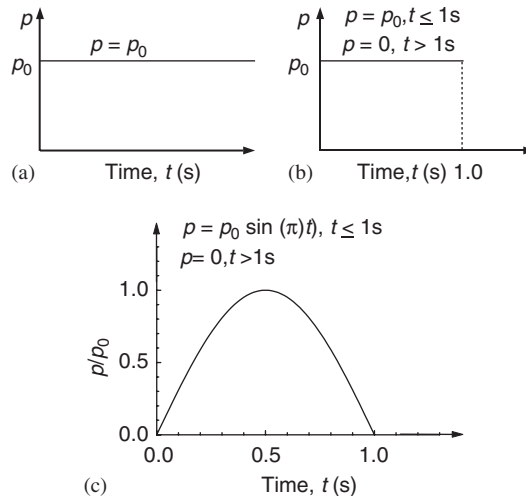 p
p = p₀
p₀
(a)
Time, t (s)
p
p = p₀, t ≤ 1s
p = 0, t > 1s
p₀
(b)
Time,t (s) 1.0
p = p₀ sin (π)t), t ≤ 1s
p= 0,t >1s
1.0
0.5
0.0
p/p₀
0.0
0.5
1.0
(c)
Time, t (s)